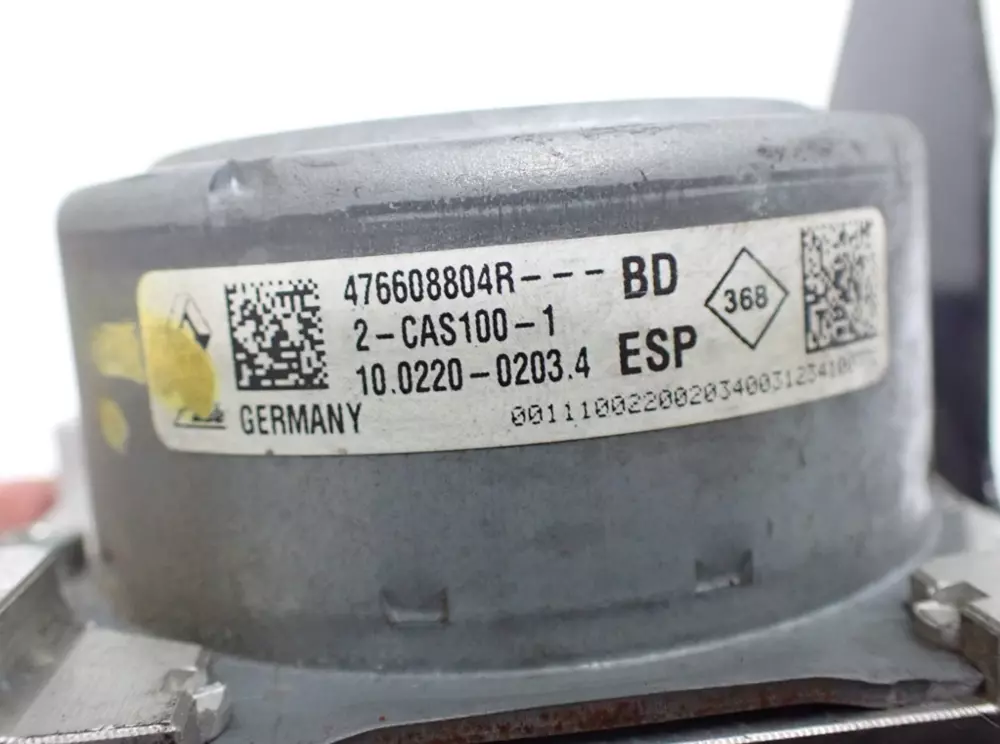 476608804R--- BD
2-CAS100-1
10.0220-0203.4 ESP
368
GERMANY